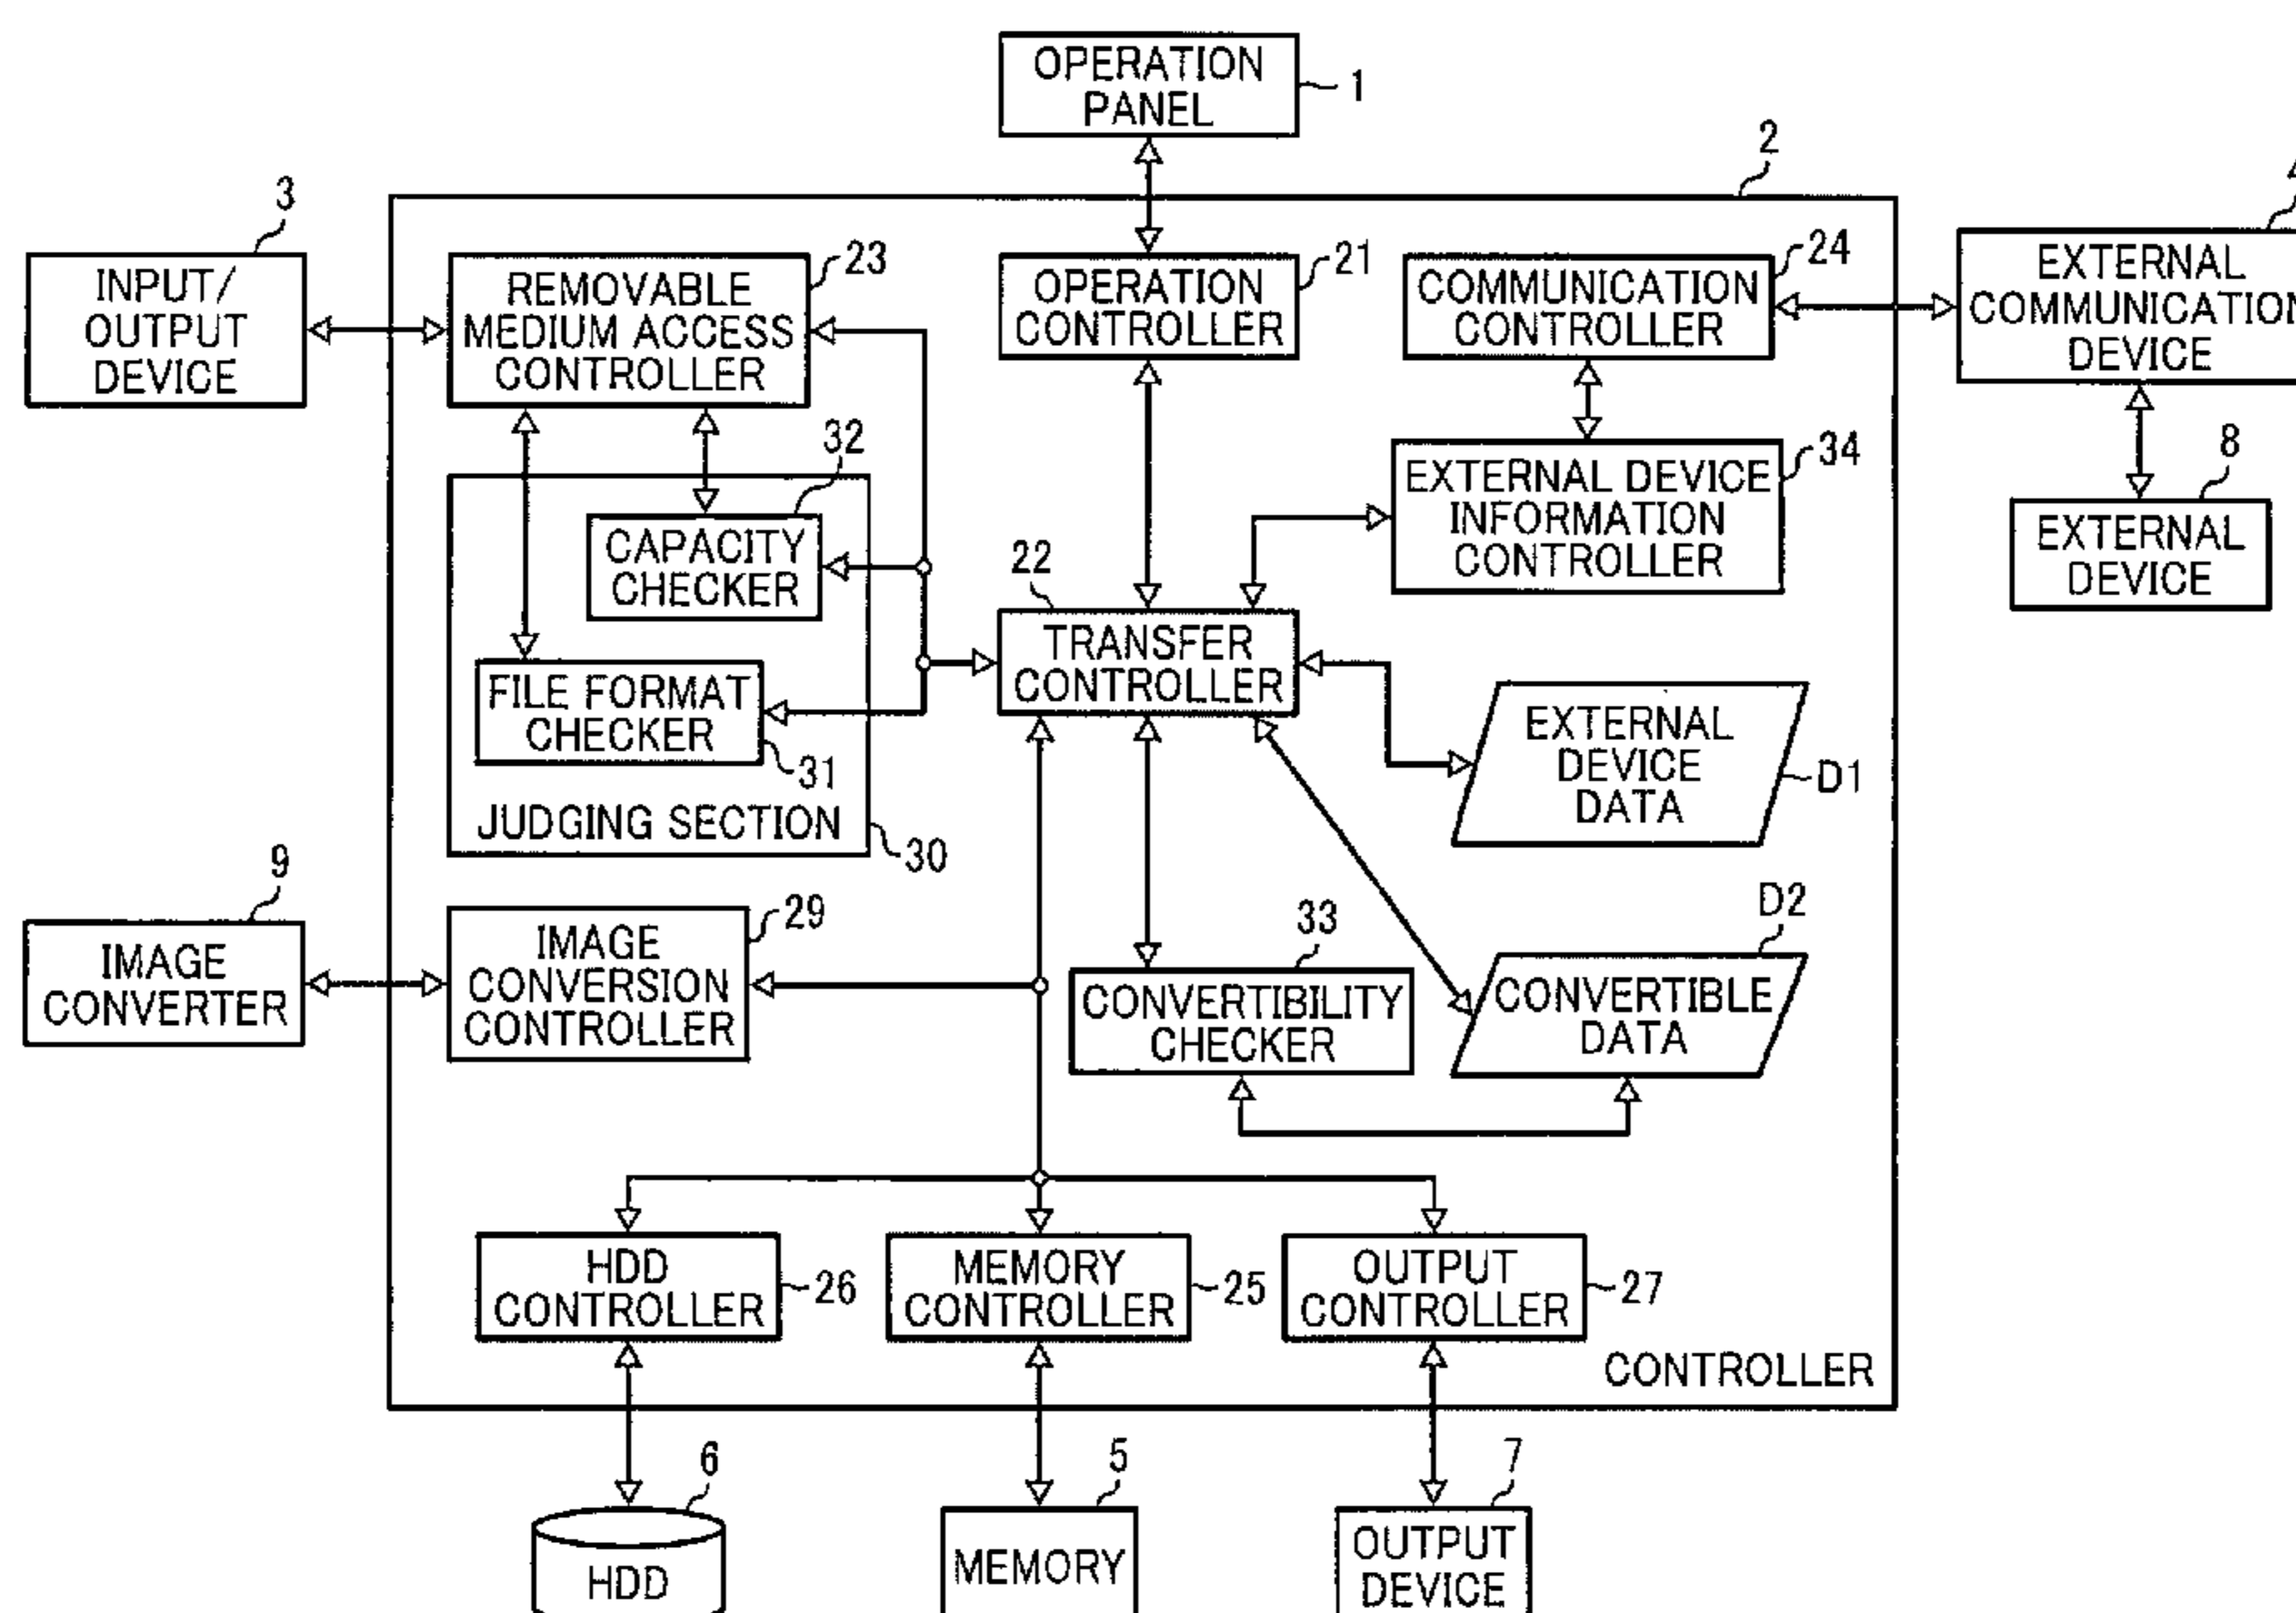 OPERATION
PANEL
1
2
3
4
INPUT/
OUTPUT
DEVICE
REMOVABLE
MEDIUM ACCESS
CONTROLLER
23
OPERATION
CONTROLLER
21
COMMUNICATION
CONTROLLER
24
EXTERNAL
COMMUNICATION
DEVICE
32
CAPACITY
CHECKER
EXTERNAL DEVICE
INFORMATION
CONTROLLER
34
8
EXTERNAL
DEVICE
22
TRANSFER
CONTROLLER
FILE FORMAT
CHECKER
31
JUDGING SECTION
30
EXTERNAL
DEVICE
DATA
D1
9
IMAGE
CONVERTER
IMAGE
CONVERSION
CONTROLLER
29
33
CONVERTIBILITY
CHECKER
D2
CONVERTIBLE
DATA
HDD
CONTROLLER
26
MEMORY
CONTROLLER
25
OUTPUT
CONTROLLER
27
CONTROLLER
6
HDD
5
MEMORY
7
OUTPUT
DEVICE